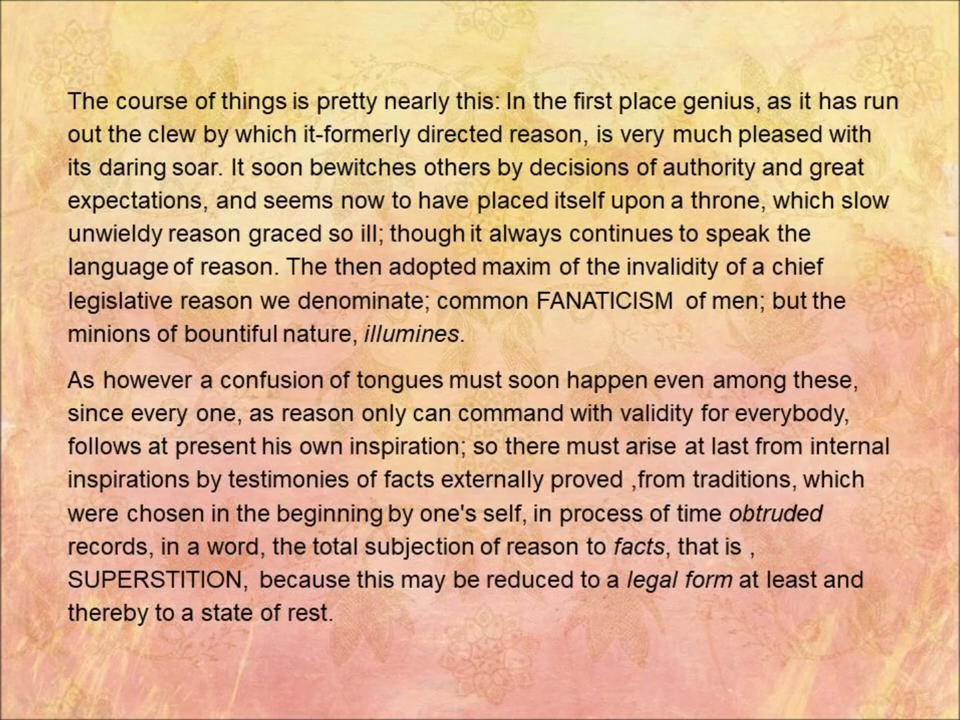 The course of things is pretty nearly this: In the first place genius, as it has run
out the clew by which it-formerly directed reason, is very much pleased with
its daring soar. It soon bewitches others by decisions of authority and great
expectations, and seems now to have placed itself upon a throne, which slow
unwieldy reason graced so ill; though it always continues to speak the
language of reason. The then adopted maxim of the invalidity of a chief
legislative reason we denominate; common FANATICISM of men; but the
minions of bountiful nature, illumines.
As however a confusion of tongues must soon happen even among these,
since every one, as reason only can command with validity for everybody,
follows at present his own inspiration; so there must arise at last from internal
inspirations by testimonies of facts externally proved ,from traditions, which
were chosen in the beginning by one's self, in process of time obtruded
records, in a word, the total subjection of reason to facts, that is ,
SUPERSTITION, because this may be reduced to a legal form at least and
thereby to a state of rest.